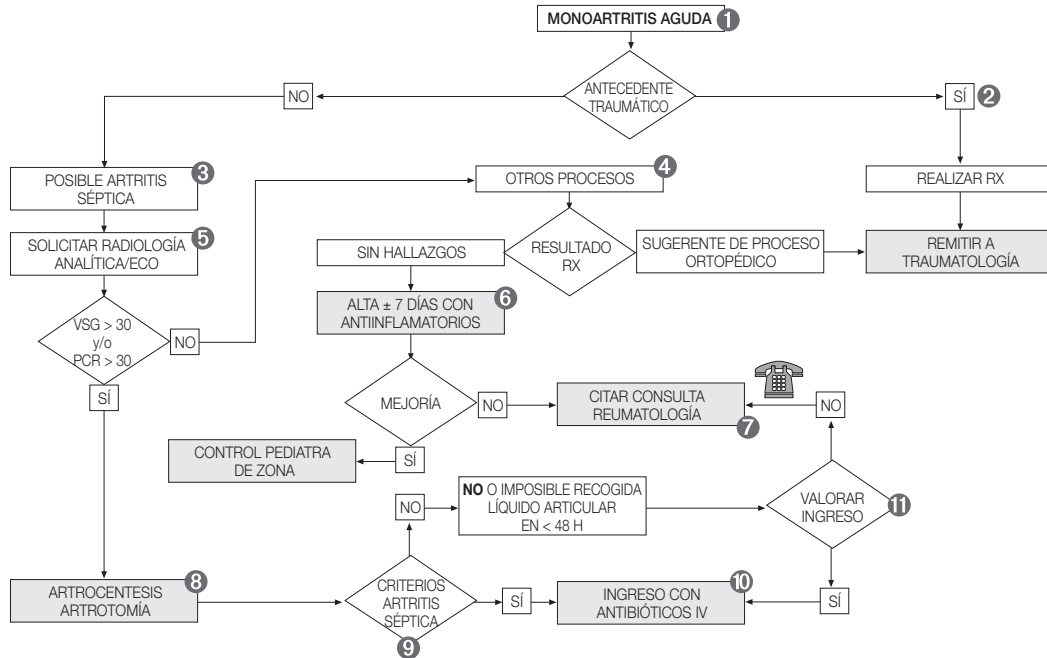 MONOARTRITIS AGUDA 1
ANTECEDENTE
TRAUMÁTICO
NO
SÍ 2
3
POSIBLE ARTRITIS
SÉPTICA
4
OTROS PROCESOS
REALIZAR RX
5
SOLICITAR RADIOLOGÍA
ANALÍTICA/ECO
SIN HALLAZGOS
RESULTADO
RX
SUGERENTE DE PROCESO
ORTOPÉDICO
REMITIR A
TRAUMATOLOGÍA
6
ALTA ± 7 DÍAS CON
ANTIINFLAMATORIOS
VSG > 30
y/o
PCR > 30
NO
SÍ
MEJORÍA
NO
CITAR CONSULTA
REUMATOLOGÍA
7
NO
CONTROL PEDIATRA
DE ZONA
SÍ
NO
NO O IMPOSIBLE RECOGIDA
LÍQUIDO ARTICULAR
EN < 48 H
VALORAR
INGRESO
11
8
ARTROCENTESIS
ARTROTOMÍA
CRITERIOS
ARTRITIS
SÉPTICA
9
SÍ
10
INGRESO CON
ANTIBIÓTICOS IV
SÍ